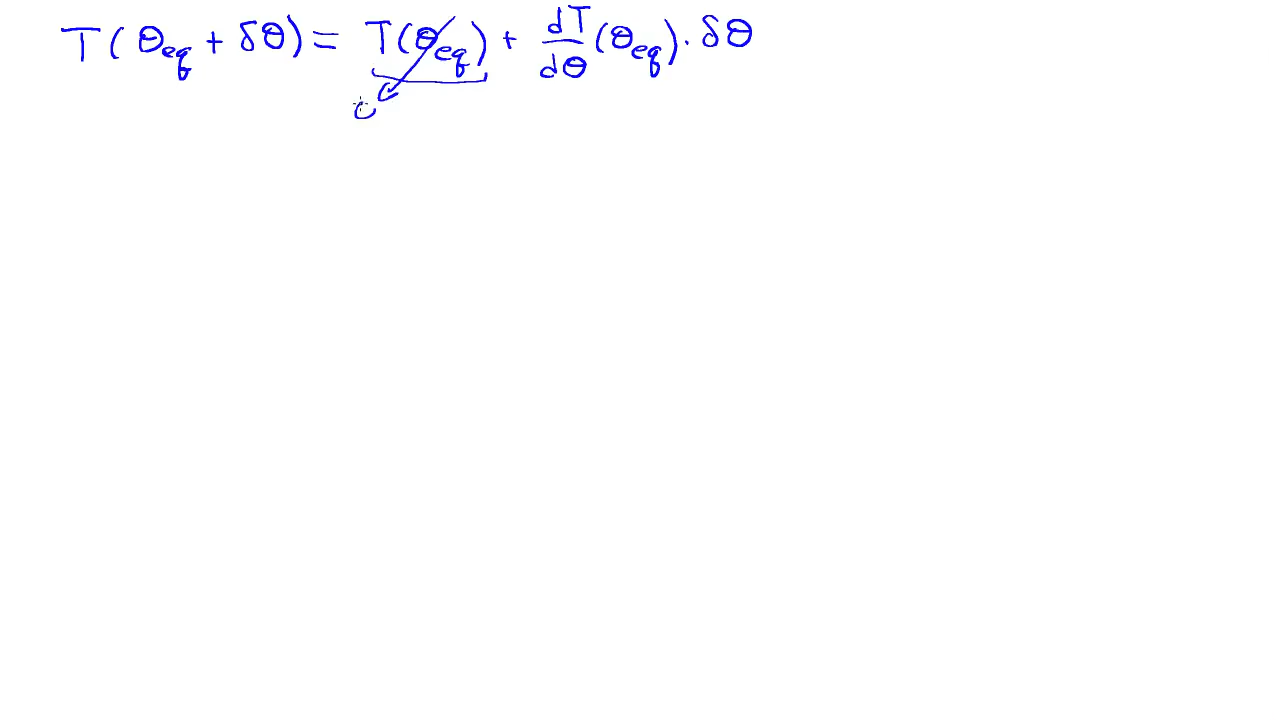 T(θeq + δθ) = T(θeq) + dT/dθ (θeq) · δθ
0